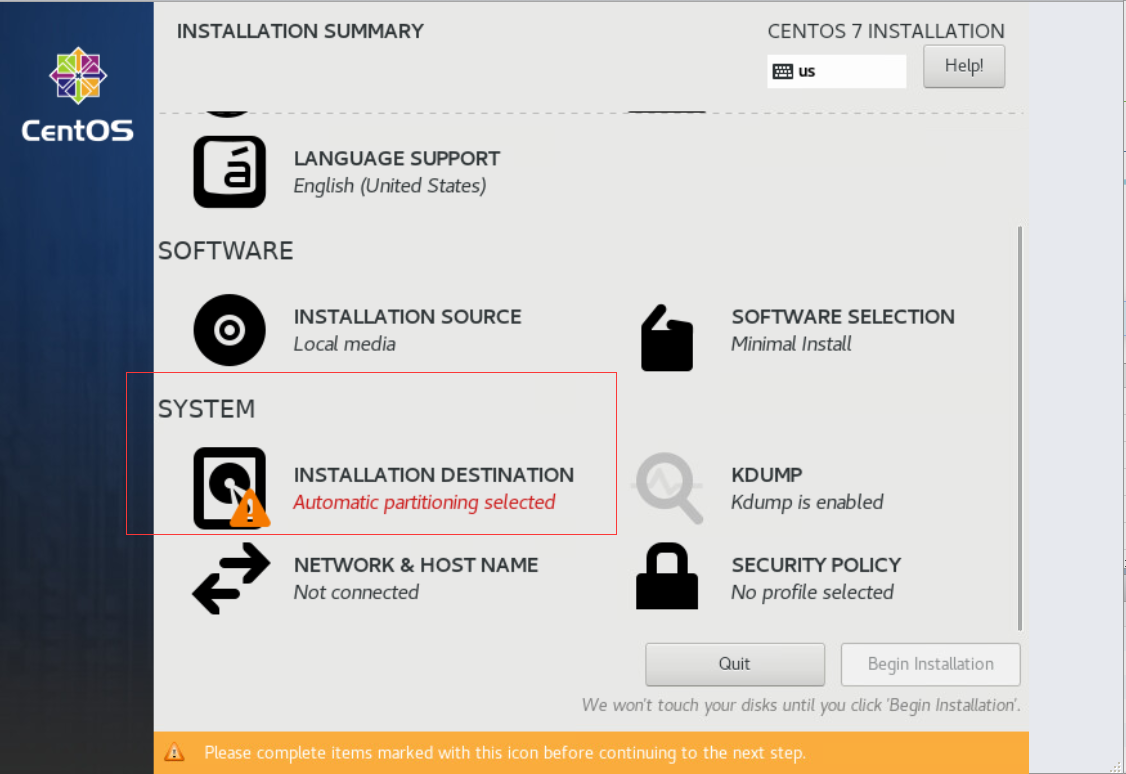 CentOS
INSTALLATION SUMMARY
CENTOS 7 INSTALLATION
us
Help!
LANGUAGE SUPPORT
English (United States)
SOFTWARE
INSTALLATION SOURCE
Local media
SOFTWARE SELECTION
Minimal Install
SYSTEM
INSTALLATION DESTINATION
Automatic partitioning selected
KDUMP
Kdump is enabled
NETWORK & HOST NAME
Not connected
SECURITY POLICY
No profile selected
Quit
Begin Installation
We won't touch your disks until you click 'Begin Installation'.
Please complete items marked with this icon before continuing to the next step.